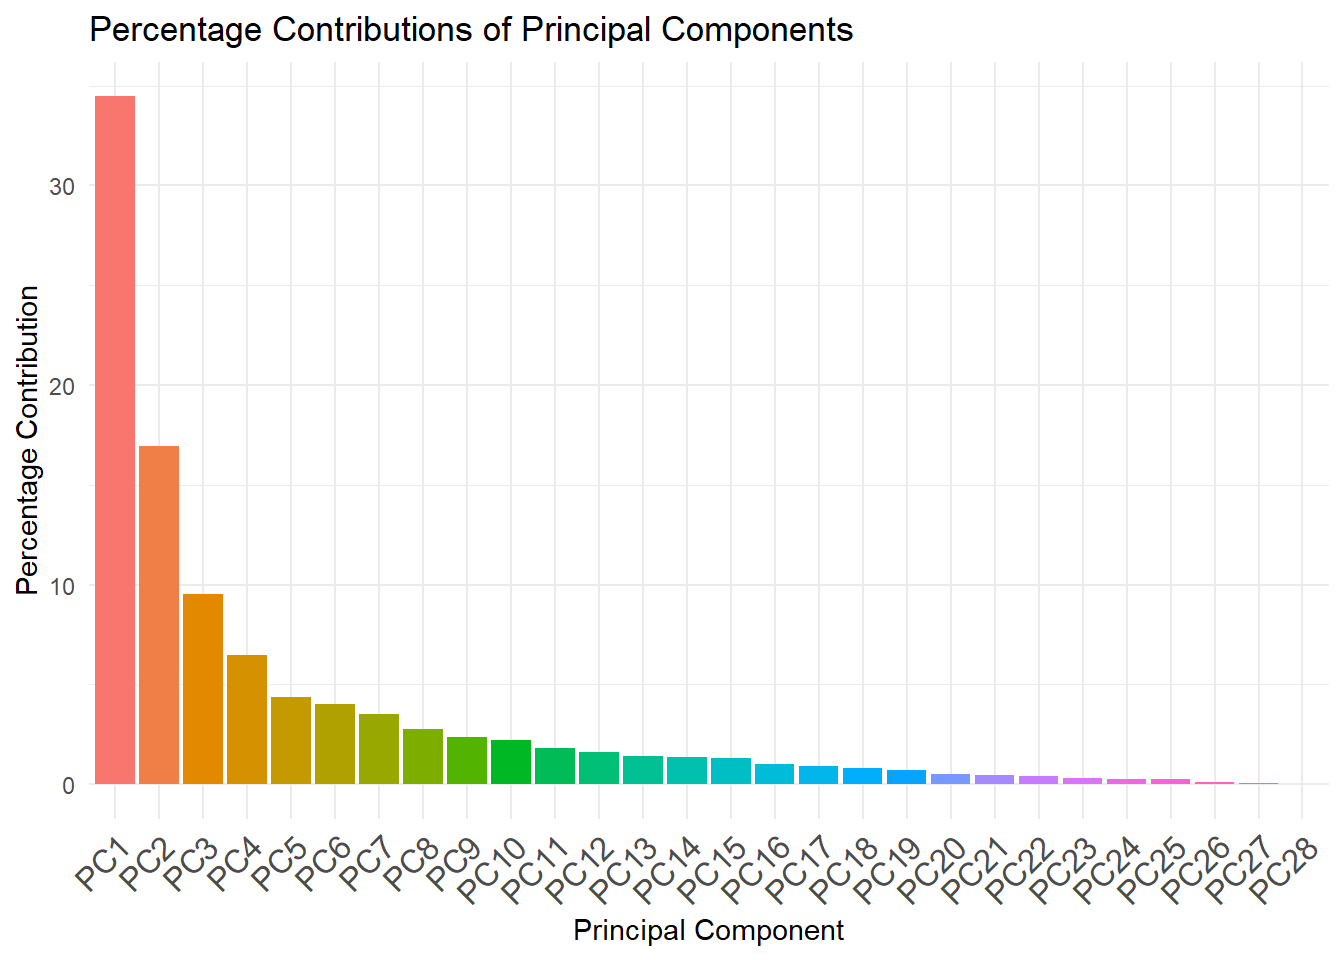 Percentage Contributions of Principal Components
Percentage Contribution
30
20
10
0
PC1
PC2
PC3
PC4
PC5
PC6
PC7
PC8
PC9
PC10
PC11
PC12
PC13
PC14
PC15
PC16
PC17
PC18
PC19
PC20
PC21
PC22
PC23
PC24
PC25
PC26
PC27
PC28
Principal Component